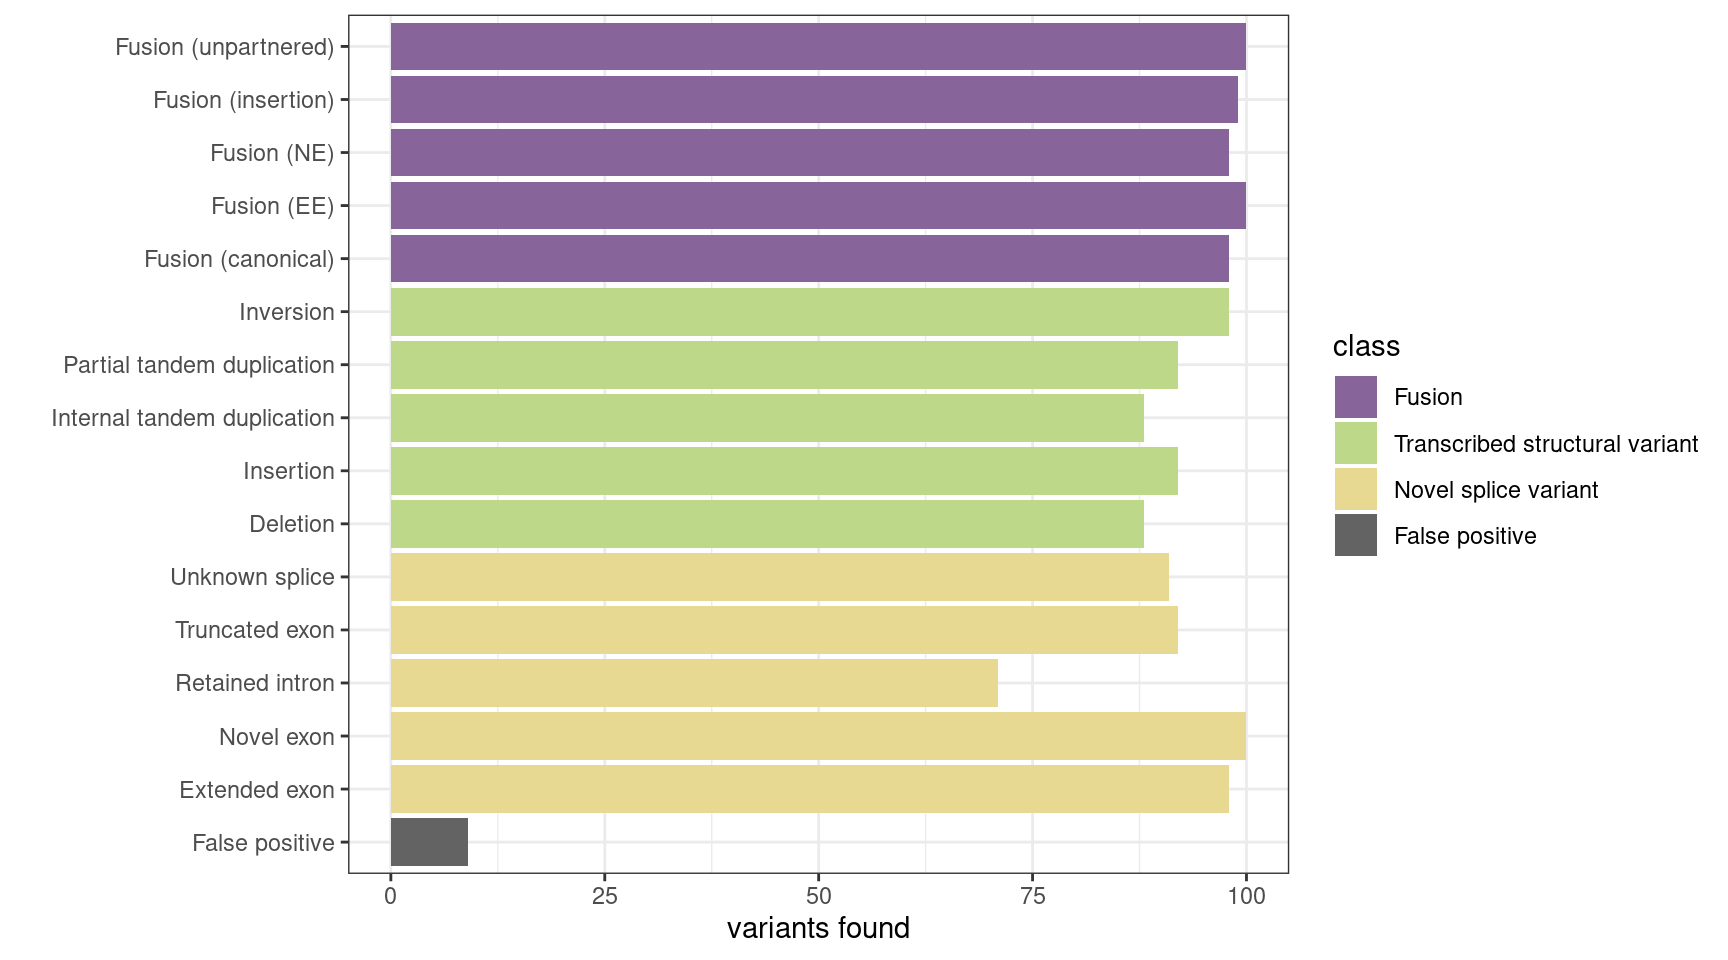 Fusion (unpartnered)
Fusion (insertion)
Fusion (NE)
Fusion (EE)
Fusion (canonical)
Inversion
Partial tandem duplication
Internal tandem duplication
Insertion
Deletion
Unknown splice
Truncated exon
Retained intron
Novel exon
Extended exon
False positive
0 25 50 75 100
variants found
class
Fusion
Transcribed structural variant
Novel splice variant
False positive